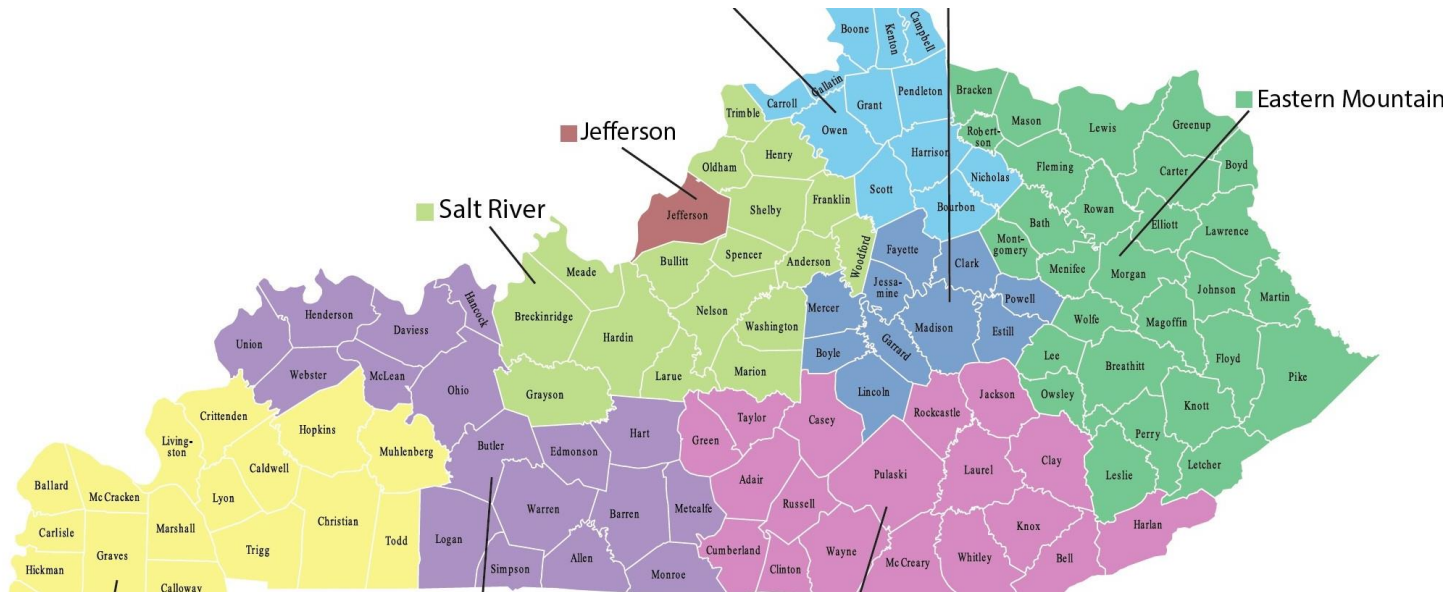 Boone
Kenton
Campbell
Gallatin
Carroll
Grant
Pendleton
Bracken
Eastern Mountain
Trimble
Owen
Mason
Lewis
Greenup
Jefferson
Robert-
son
Henry
Harrison
Oldham
Fleming
Carter
Boyd
Nicholas
Scott
Franklin
Shelby
Jefferson
Bourbon
Rowan
Bath
Elliott
Lawrence
Salt River
Mont-
gomery
Fayette
Woodford
Spencer
Bullitt
Anderson
Clark
Menifee
Morgan
Meade
Jessa-
mine
Johnson
Martin
Hancock
Powell
Mercer
Nelson
Breckinridge
Henderson
Daviess
Washington
Madison
Estill
Wolfe
Magoffin
Hardin
Union
Garrard
Boyle
Lee
Floyd
Breathitt
Webster
McLean
Larue
Marion
Pike
Ohio
Grayson
Lincoln
Jackson
Owsley
Knott
Crittenden
Hopkins
Taylor
Casey
Rockcastle
Livings-
ton
Muhlenberg
Butler
Edmonson
Hart
Green
Perry
Caldwell
Adair
Pulaski
Laurel
Clay
Letcher
Leslie
Ballard
McCracken
Lyon
Marshall
Christian
Warren
Barren
Metcalfe
Russell
Carlisle
Graves
Trigg
Todd
Logan
Allen
Cumberland
Wayne
Knox
Harlan
Hickman
Calloway
Simpson
Monroe
Clinton
McCreary
Whitley
Bell